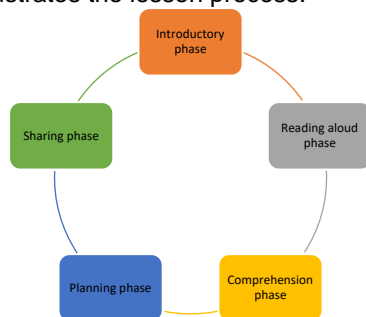 the lesson process.
Introductory
phase
Reading aloud
phase
Comprehension
phase
Planning phase
Sharing phase